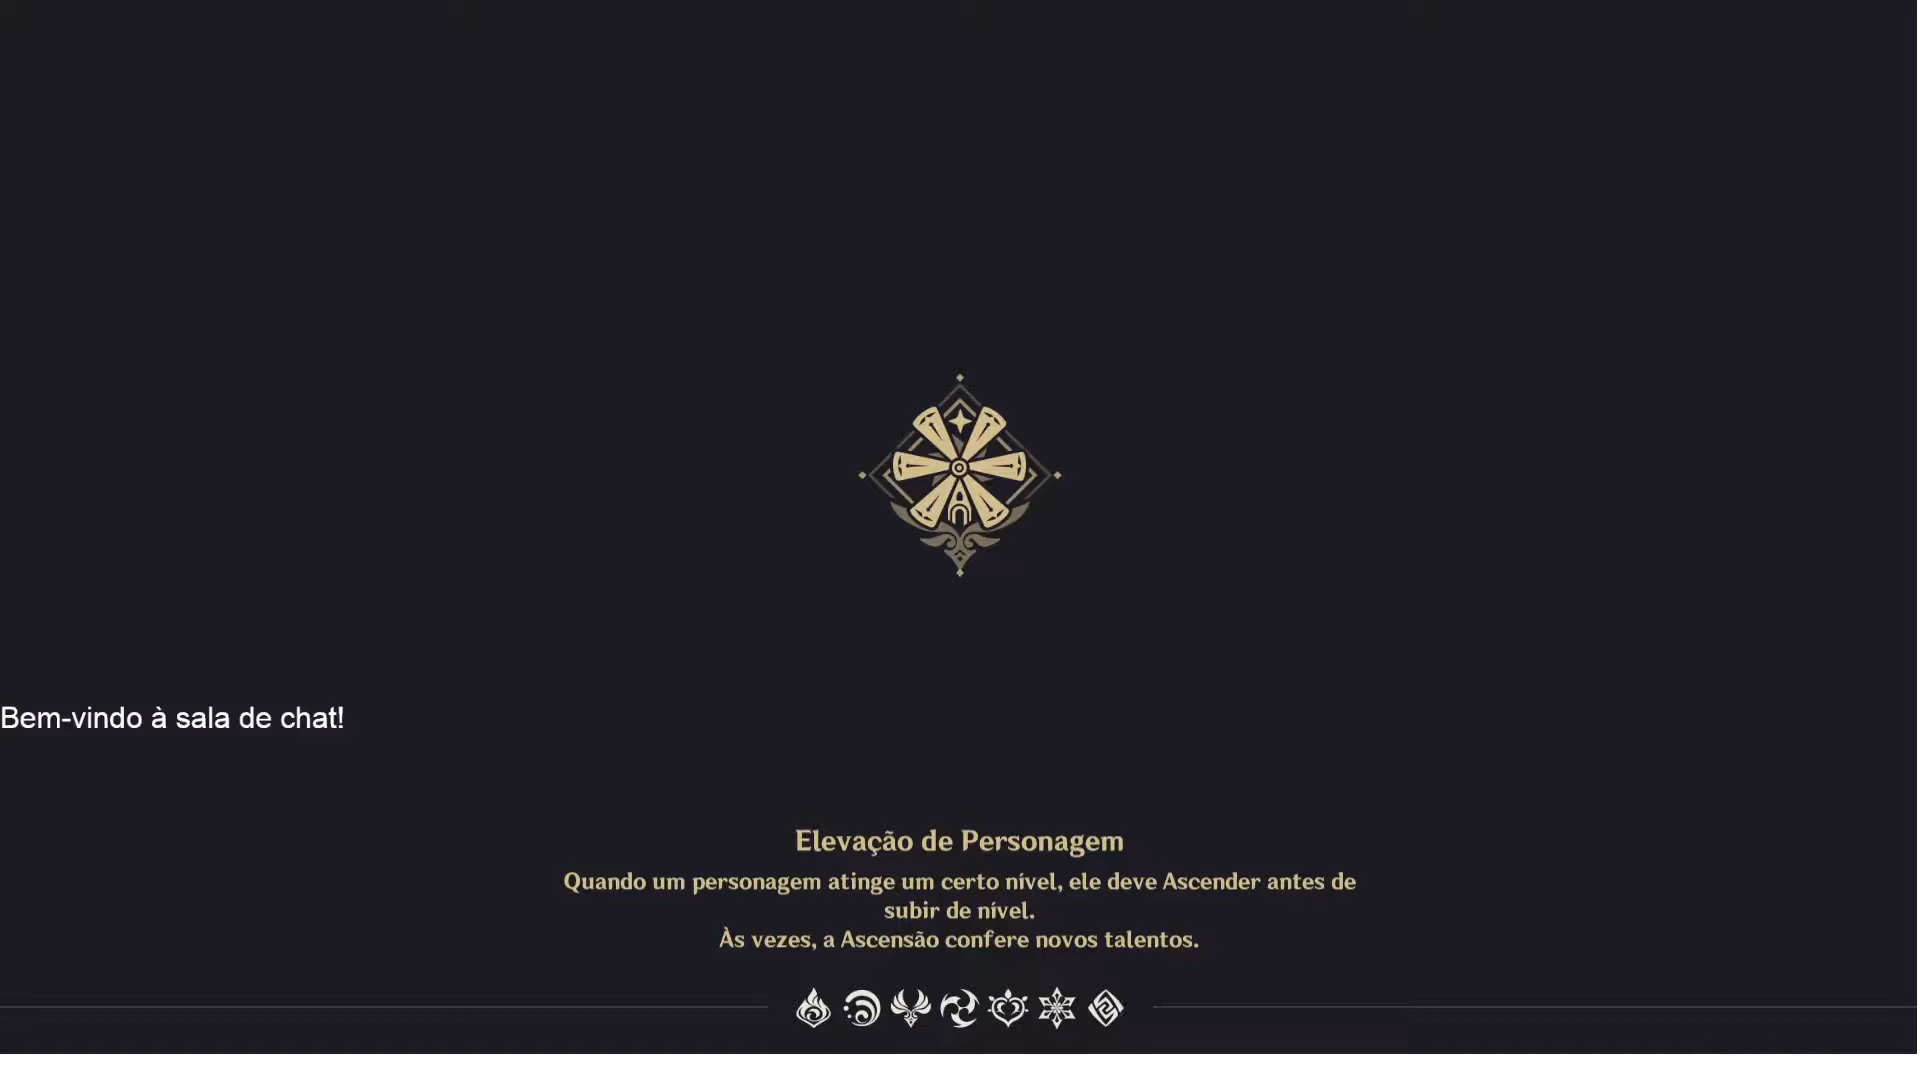 Bem-vindo à sala de chat!
Elevação de Personagem
Quando um personagem atinge um certo nível, ele deve Ascender antes de
subir de nível.
Às vezes, a Ascensão confere novos talentos.